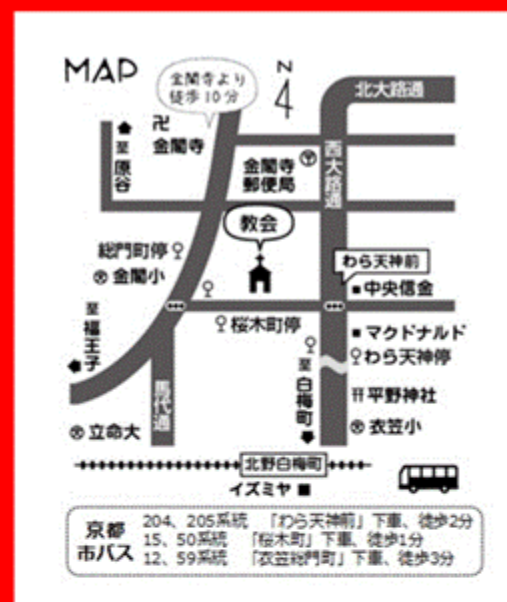 MAP
金閣寺より
徒歩10分
N
4
北大路通
至
原谷
卍
金閣寺
金閣寺
郵便局
西大路通
教会
総門町停
文 金閣小
わら天神前
■中央信金
桜木町停
■マクドナルド
わら天神停
至
福王子
馬代通
至
白梅町
平野神社
文 立命大
文 衣笠小
北野白梅町
イズミヤ ■
京都
市バス
204、205系統 「わら天神前」下車、徒歩2分
15、50系統 「桜木町」下車、徒歩1分
12、59系統 「衣笠総門町」下車、徒歩3分